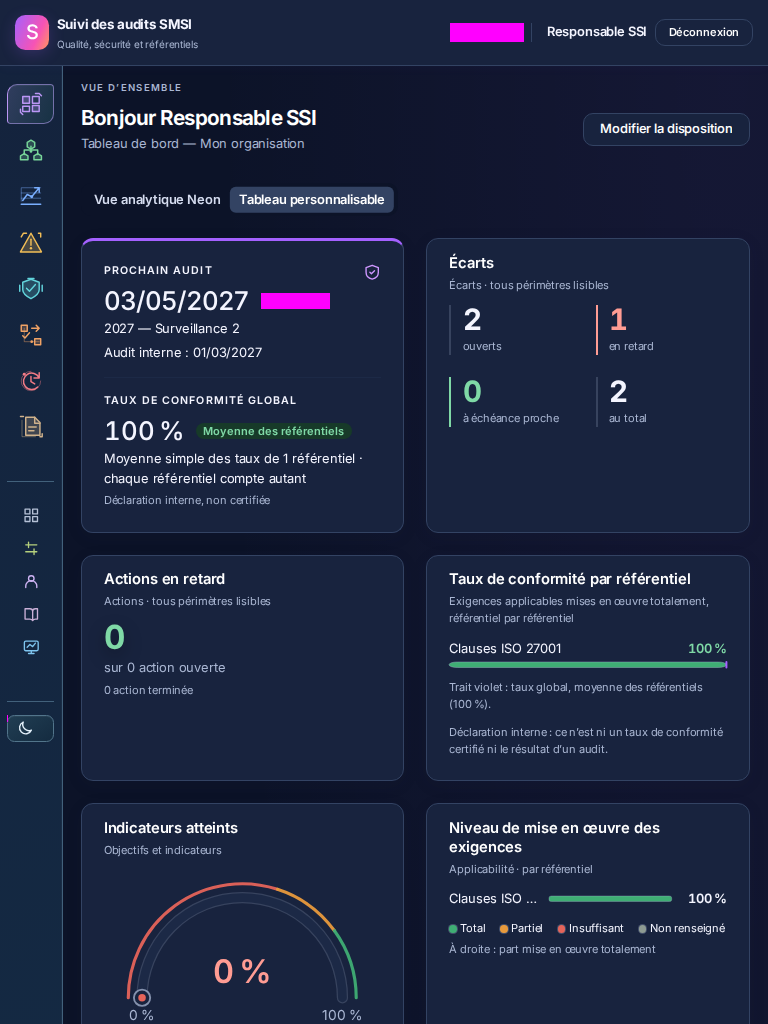 S
Suivi des audits SMSI
Qualité, sécurité et référentiels
Responsable SSI
Déconnexion
VUE D'ENSEMBLE
Bonjour Responsable SSI
Tableau de bord — Mon organisation
Modifier la disposition
Vue analytique Neon
Tableau personnalisable
PROCHAIN AUDIT
03/05/2027
2027 — Surveillance 2
Audit interne : 01/03/2027
TAUX DE CONFORMITÉ GLOBAL
100 %
Moyenne des référentiels
Moyenne simple des taux de 1 référentiel ·
chaque référentiel compte autant
Déclaration interne, non certifiée
Écarts
Écarts · tous périmètres lisibles
2
ouverts
1
en retard
0
à échéance proche
2
au total
Actions en retard
Actions · tous périmètres lisibles
0
sur 0 action ouverte
0 action terminée
Taux de conformité par référentiel
Exigences applicables mises en œuvre totalement,
référentiel par référentiel
Clauses ISO 27001
100 %
Trait violet : taux global, moyenne des référentiels
(100 %).
Déclaration interne : ce n'est ni un taux de conformité
certifié ni le résultat d'un audit.
Indicateurs atteints
Objectifs et indicateurs
0 %
0 %
100 %
Niveau de mise en œuvre des
exigences
Applicabilité · par référentiel
Clauses ISO ...
100 %
Total
Partiel
Insuffisant
Non renseigné
À droite : part mise en œuvre totalement